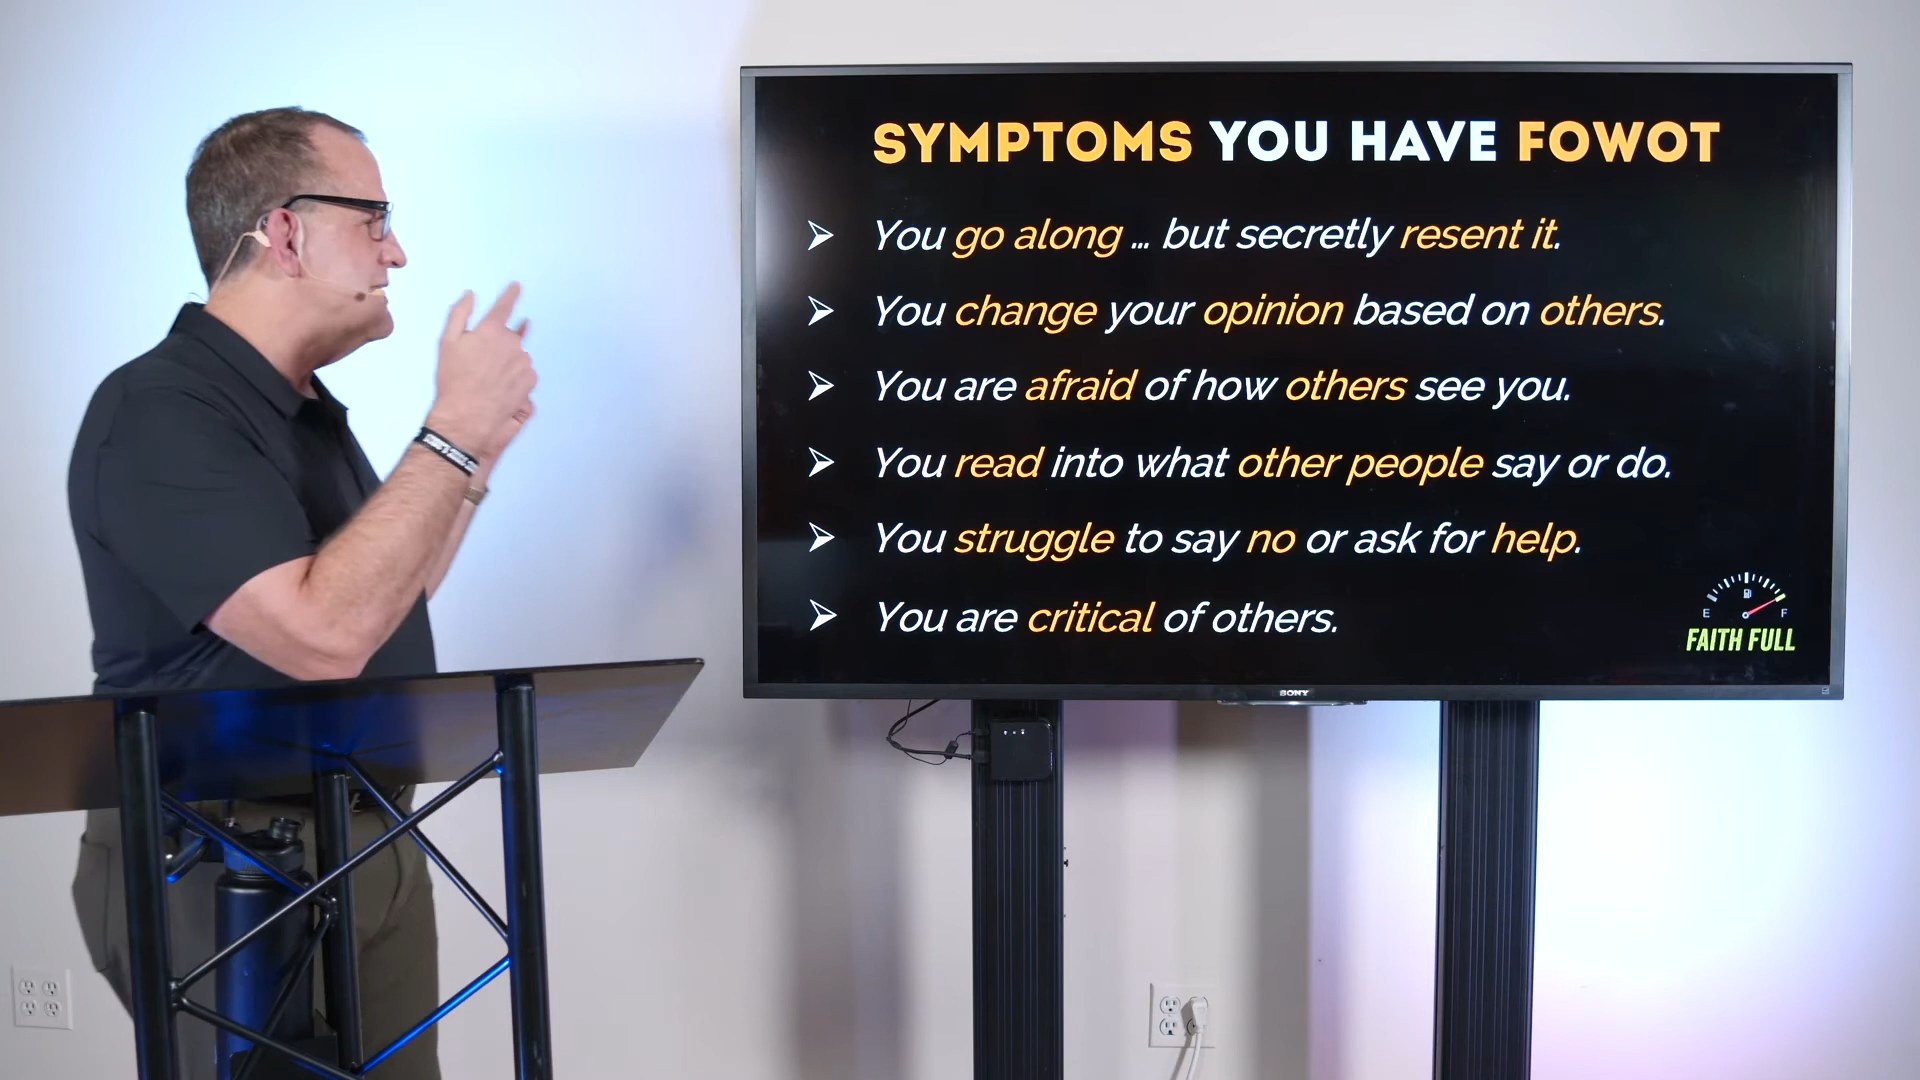 SYMPTOMS YOU HAVE FOWOT
You go along ... but secretly resent it.
You change your opinion based on others.
You are afraid of how others see you.
You read into what other people say or do.
You struggle to say no or ask for help.
You are critical of others.
E F
FAITH FULL
SONY